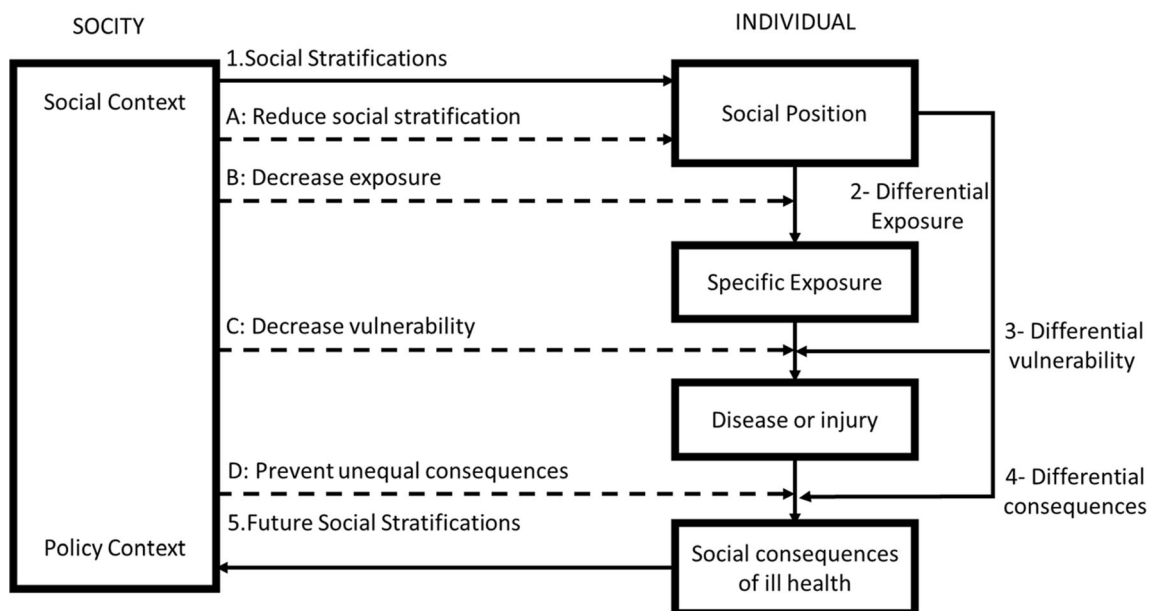 SOCITY
INDIVIDUAL
1.Social Stratifications
Social Context
A: Reduce social stratification
Social Position
B: Decrease exposure
2- Differential
Exposure
Specific Exposure
C: Decrease vulnerability
3- Differential
vulnerability
Disease or injury
D: Prevent unequal consequences
4- Differential
consequences
5.Future Social Stratifications
Policy Context
Social consequences
of ill health